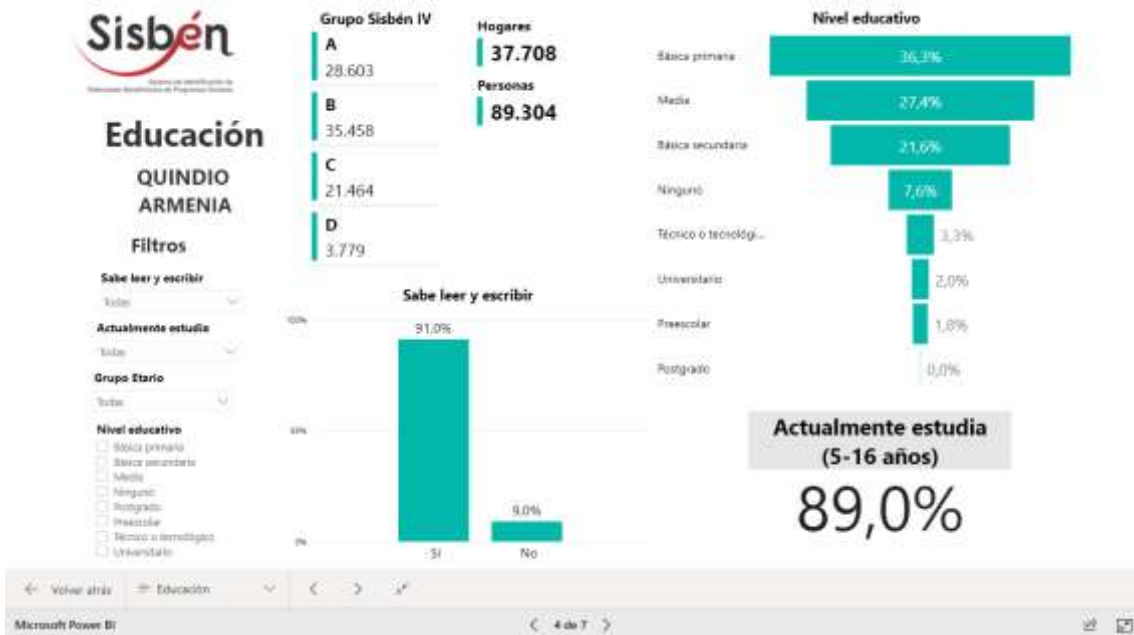 Sisbén
Educación
QUINDIO
ARMENIA
Filtros
Sabe leer y escribir
Todas
Actualmente estudia
Todas
Grupo Etario
Todas
Nivel educativo
Básica primaria
Básica secundaria
Media
Ninguno
Postgrado
Preescolar
Técnico o tecnológico
Universitario
Grupo Sisbén IV
A
28.603
B
35.458
C
21.464
D
3.779
Hogares
37.708
Personas
89.304
Sabe leer y escribir
100%
91,0%
9,0%
0%
Si
No
Nivel educativo
Básica primaria
36,3%
Media
27,4%
Básica secundaria
21,6%
Ninguno
7,6%
Técnico o tecnológi...
3,3%
Universitario
2,0%
Preescolar
1,8%
Postgrado
0,0%
Actualmente estudia
(5-16 años)
89,0%
Volver atrás
Educación
Microsoft Power BI
4 de 7